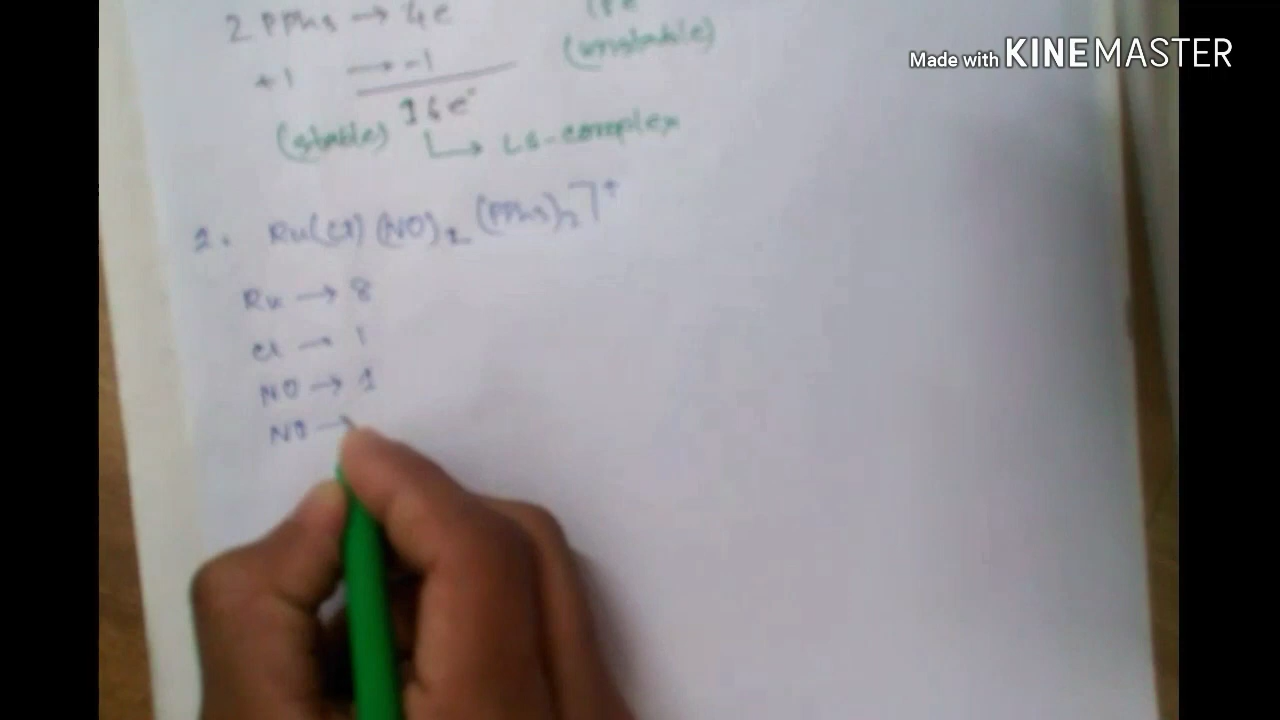 2 PPh3 → 4e
(unstable)
+1 → -1
16e-
(stable) ↳ LS-complex
2. Ru(Cl) (NO)2 (PPh3)2]+
Ru → 8
Cl → 1
NO → 1
NO →
Made with KINEMASTER